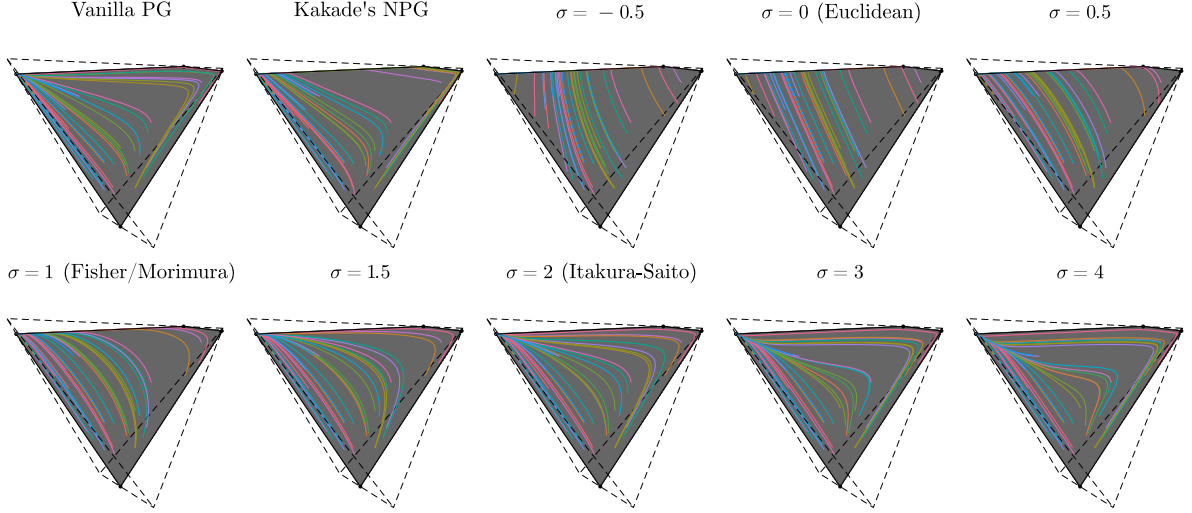 Vanilla PG
Kakade's NPG
σ = − 0.5
σ = 0 (Euclidean)
σ = 0.5
σ = 1 (Fisher/Morimura)
σ = 1.5
σ = 2 (Itakura-Saito)
σ = 3
σ = 4